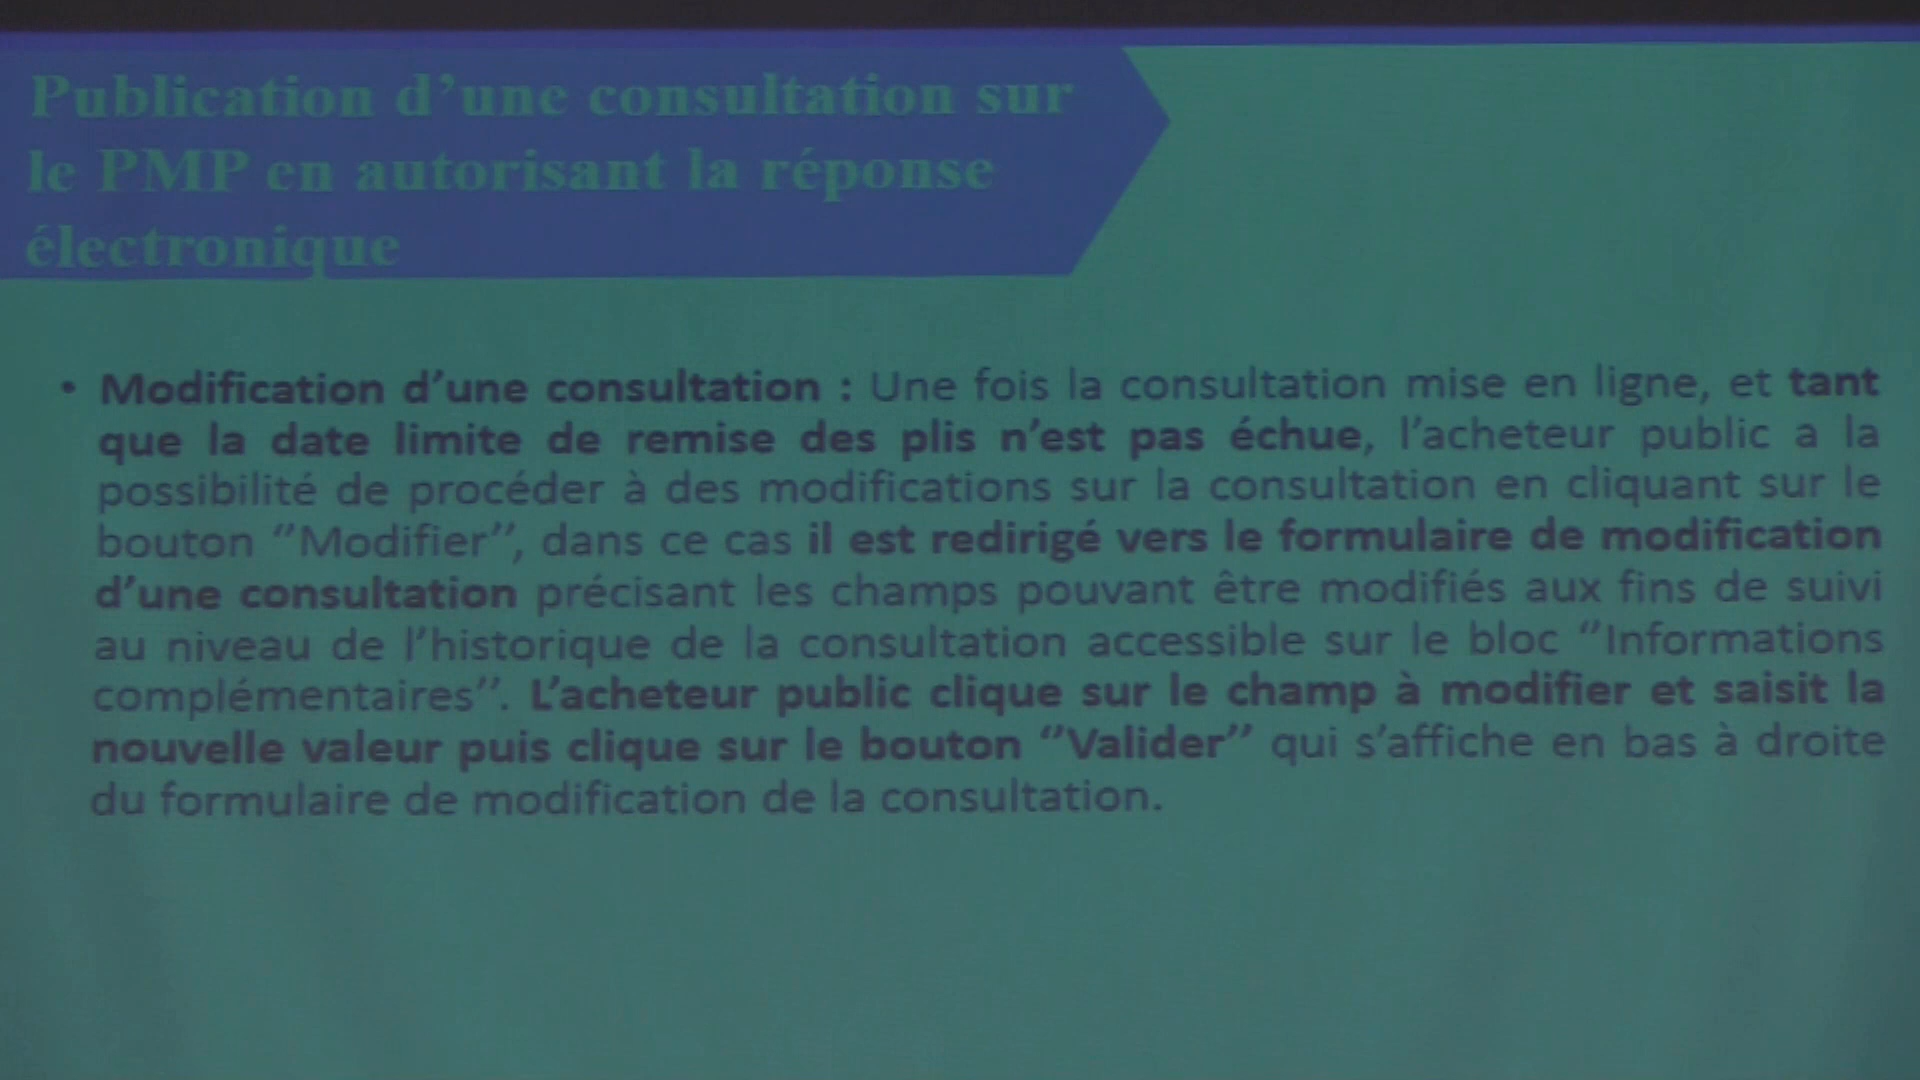 Publication d’une consultation sur
le PMP en autorisant la réponse
électronique
• Modification d’une consultation : Une fois la consultation mise en ligne, et tant
que la date limite de remise des plis n’est pas échue, l’acheteur public a la
possibilité de procéder à des modifications sur la consultation en cliquant sur le
bouton ‘’Modifier’’, dans ce cas il est redirigé vers le formulaire de modification
d’une consultation précisant les champs pouvant être modifiés aux fins de suivi
au niveau de l’historique de la consultation accessible sur le bloc ‘’Informations
complémentaires’’. L’acheteur public clique sur le champ à modifier et saisit la
nouvelle valeur puis clique sur le bouton ‘’Valider’’ qui s’affiche en bas à droite
du formulaire de modification de la consultation.